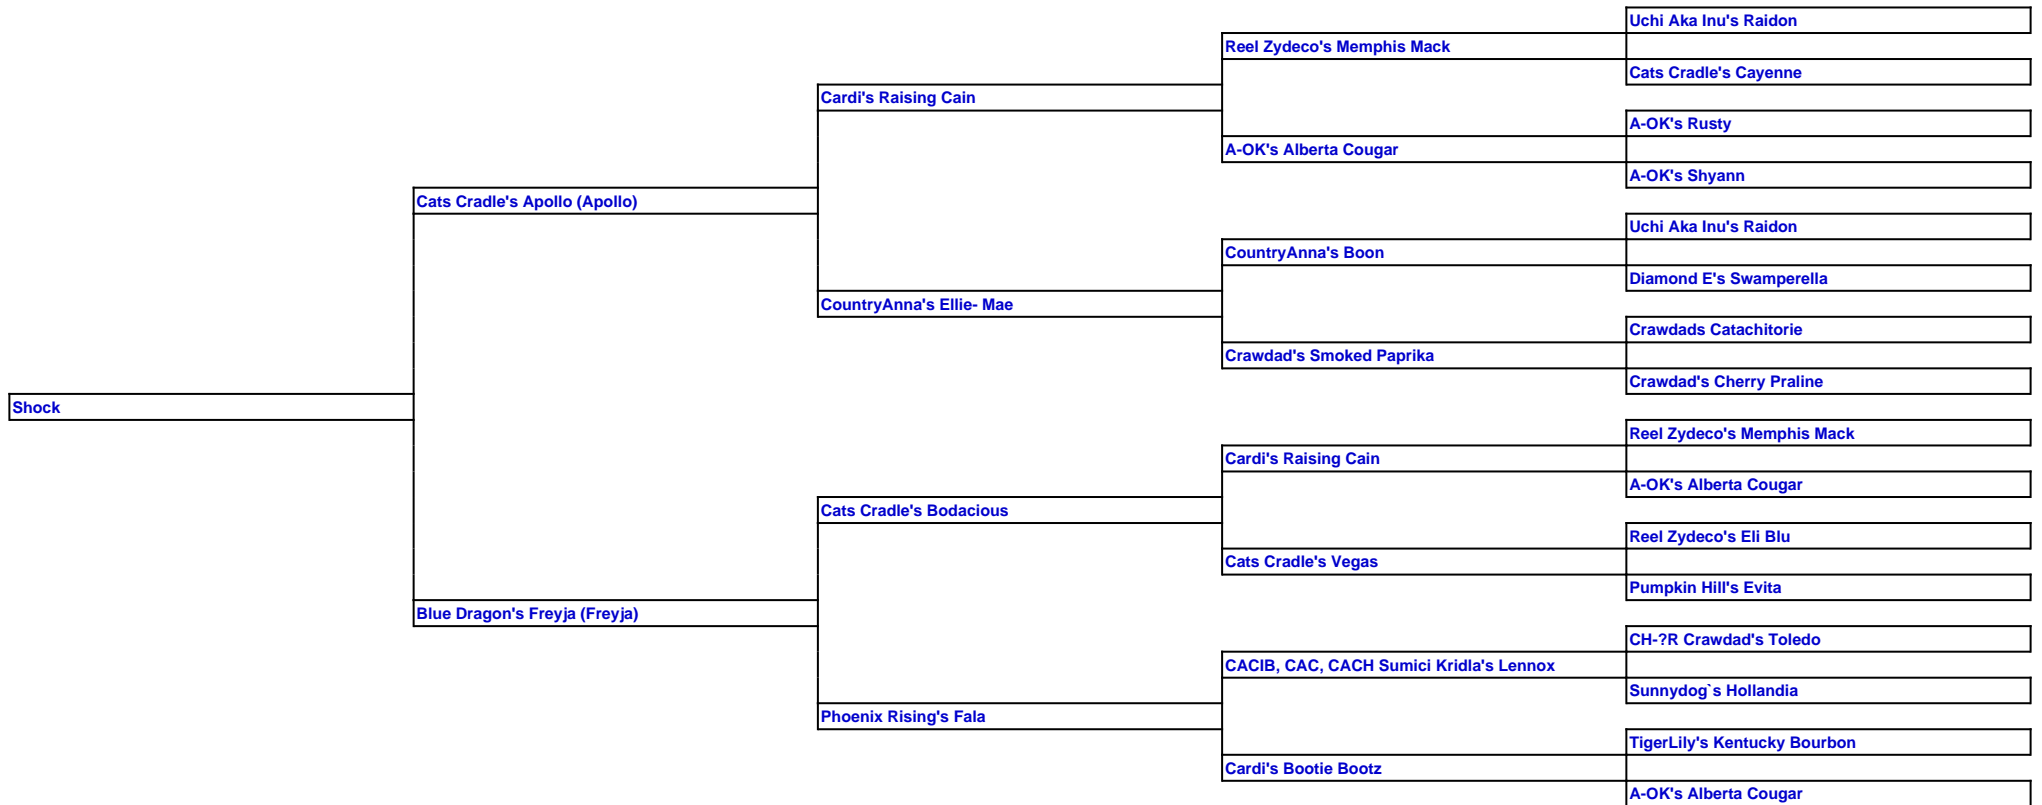 Uchi Aka Inu's Raidon
Reel Zydeco's Memphis Mack
Cats Cradle's Cayenne
Cardi's Raising Cain
A-OK's Rusty
A-OK's Alberta Cougar
A-OK's Shyann
Cats Cradle's Apollo (Apollo)
Uchi Aka Inu's Raidon
CountryAnna's Boon
Diamond E's Swamperella
CountryAnna's Ellie- Mae
Crawdads Catachitorie
Crawdad's Smoked Paprika
Crawdad's Cherry Praline
Shock
Reel Zydeco's Memphis Mack
Cardi's Raising Cain
A-OK's Alberta Cougar
Cats Cradle's Bodacious
Reel Zydeco's Eli Blu
Cats Cradle's Vegas
Pumpkin Hill's Evita
Blue Dragon's Freyja (Freyja)
CH-?R Crawdad's Toledo
CACIB, CAC, CACH Sumici Kridla's Lennox
Sunnydog`s Hollandia
Phoenix Rising's Fala
TigerLily's Kentucky Bourbon
Cardi's Bootie Bootz
A-OK's Alberta Cougar